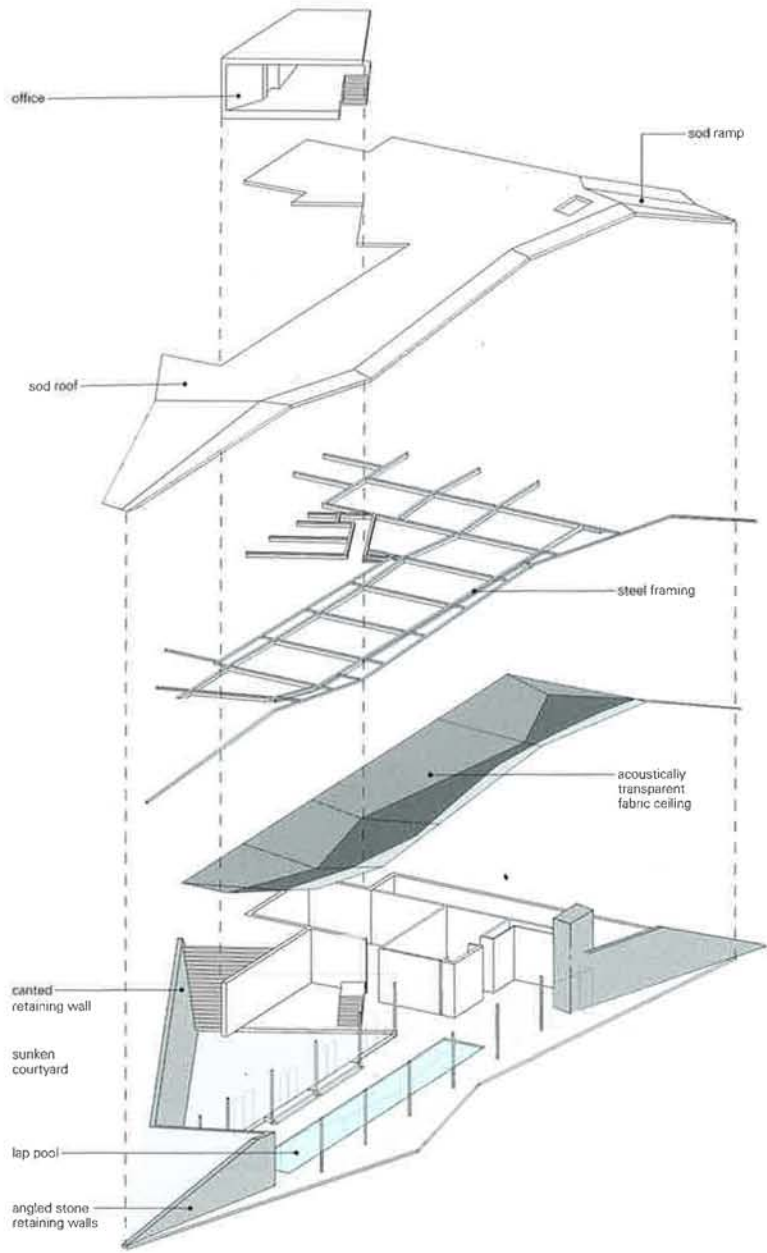 office
sod ramp
sod roof
steel framing
acoustically
transparent
fabric ceiling
canted
retaining wall
sunken
courtyard
lap pool
angled stone
retaining walls